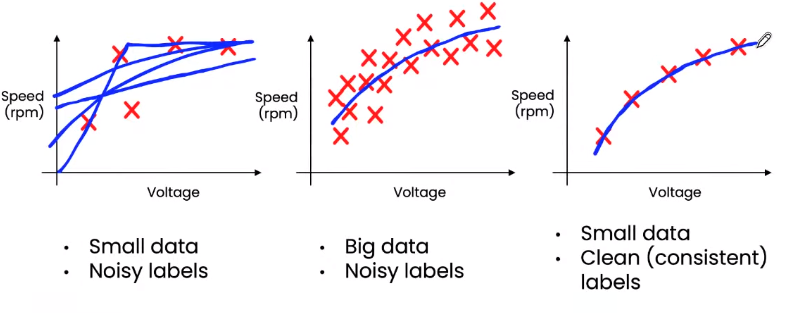 Speed
(rpm)
Voltage
• Small data
• Noisy labels
Speed
(rpm)
Voltage
• Big data
• Noisy labels
Speed
(rpm)
Voltage
• Small data
• Clean (consistent)
labels